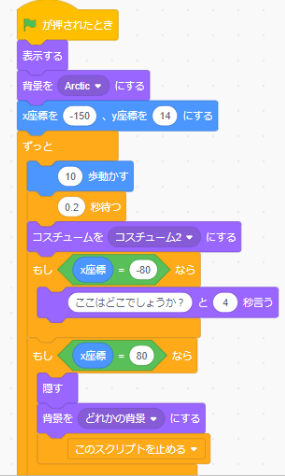 が押されたとき
表示する
背景を Arctic にする
x座標を -150 、y座標を 14 にする
ずっと
10 歩動かす
0.2 秒待つ
コスチュームを コスチューム2 にする
もし x座標 = -80 なら
ここはどこでしょうか？ と 4 秒言う
もし x座標 = 80 なら
隠す
背景を どれかの背景 にする
このスクリプトを止める